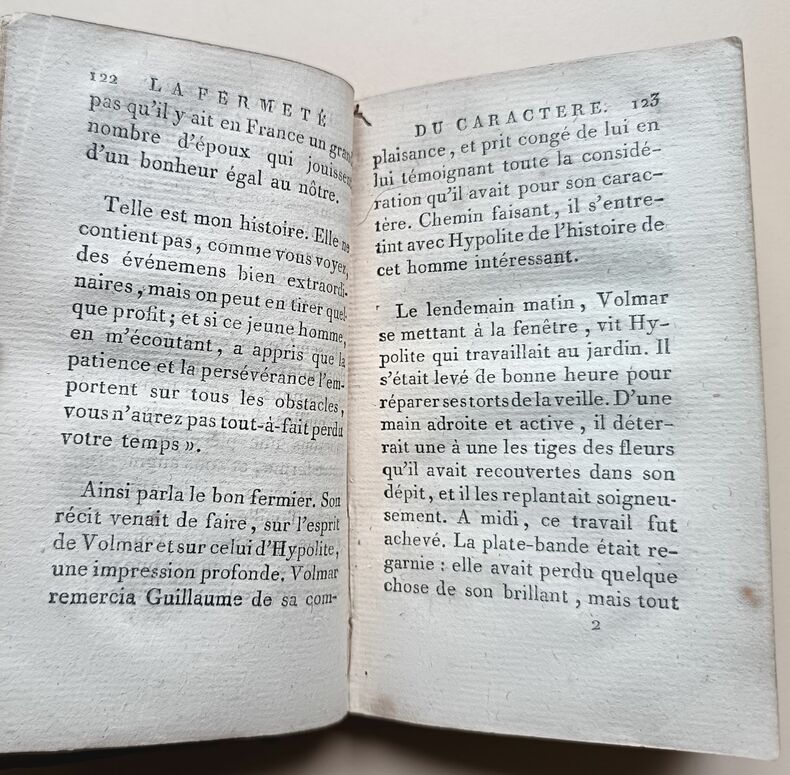 122 LA FERMETÉ
pas qu'il y ait en France un grand
nombre d'époux qui jouissent
d'un bonheur égal au nôtre.
Telle est mon histoire. Elle ne
contient pas, comme vous voyez,
des événemens bien extraordi-
naires, mais on peut en tirer quel-
que profit; et si ce jeune homme,
en m'écoutant, a appris que la
patience et la persévérance l'em-
portent sur tous les obstacles,
vous n'aurez pas tout-à-fait perdu
votre temps ».
Ainsi parla le bon fermier. Son
récit venait de faire, sur l'esprit
de Volmar et sur celui d'Hypolite,
une impression profonde. Volmar
remercia Guillaume de sa com-
DU CARACTERE. 123
plaisance, et prit congé de lui en
lui témoignant toute la considé-
ration qu'il avait pour son carac-
tère. Chemin faisant, il s'entre-
tint avec Hypolite de l'histoire de
cet homme intéressant.
Le lendemain matin, Volmar
se mettant à la fenêtre, vit Hy-
polite qui travaillait au jardin. Il
s'était levé de bonne heure pour
réparer ses torts de la veille. D'une
main adroite et active, il déter-
rait une à une les tiges des fleurs
qu'il avait recouvertes dans son
dépit, et il les replantait soigneu-
sement. A midi, ce travail fut
achevé. La plate-bande était re-
garnie : elle avait perdu quelque
chose de son brillant, mais tout
2